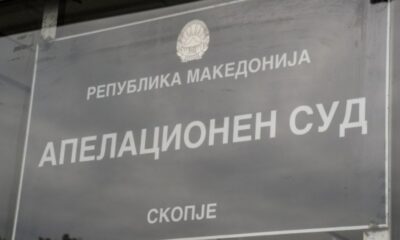 РЕПУБЛИКА МАКЕДОНИЈА
АПЕЛАЦИОНЕН СУД
СКОПЈЕ